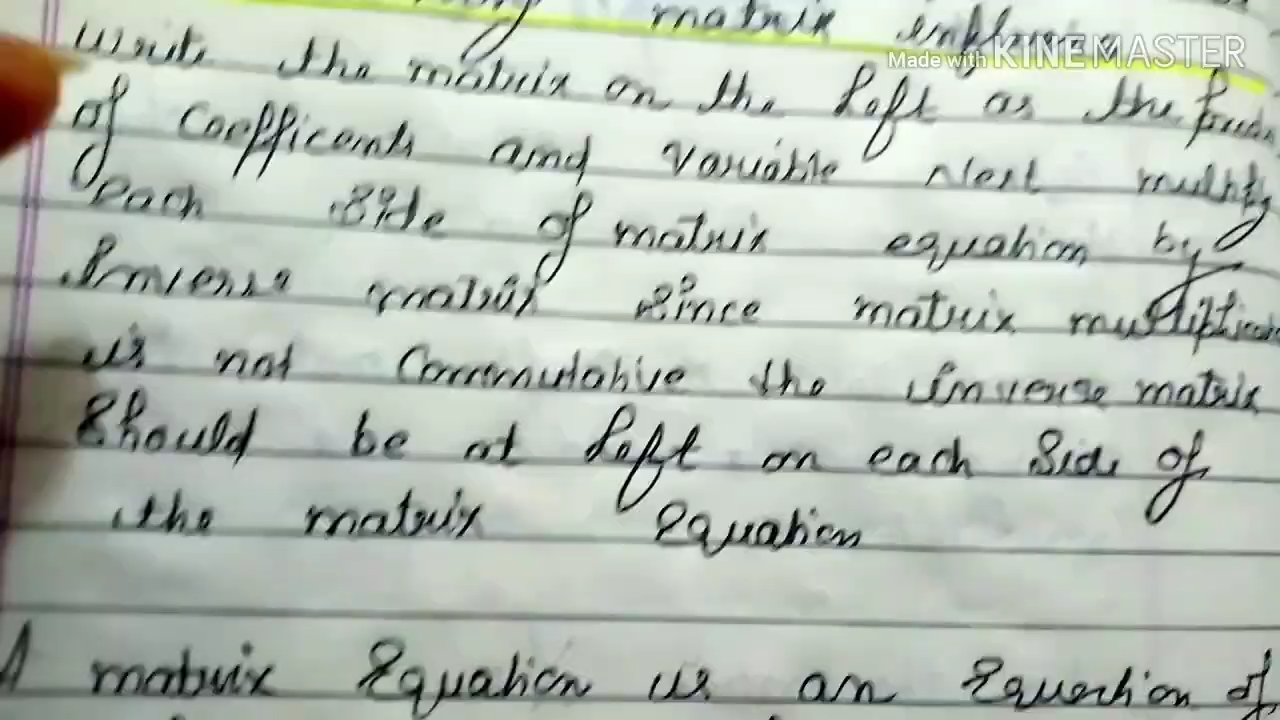 matrix
Made with KINEMASTER
write the matrix on the left as the
of Coefficents and variable Next multiply
each side of matrix equation by
Inverse matrix Since matrix
is not Commutative the inverse matrix
Should be at left on each Side of
the matrix Equation
A matrix Equation is an Equation of